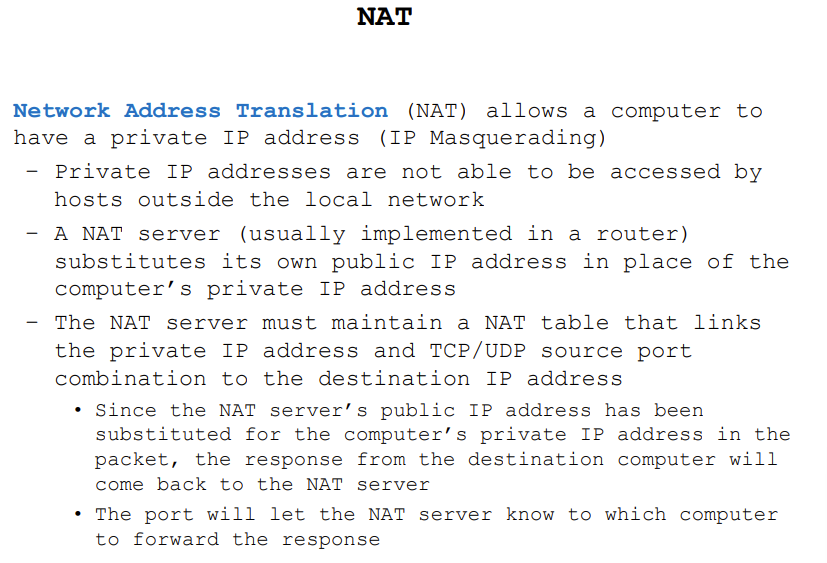 NAT
Network Address Translation (NAT) allows a computer to
have a private IP address (IP Masquerading)
– Private IP addresses are not able to be accessed by
hosts outside the local network
– A NAT server (usually implemented in a router)
substitutes its own public IP address in place of the
computer’s private IP address
– The NAT server must maintain a NAT table that links
the private IP address and TCP/UDP source port
combination to the destination IP address
• Since the NAT server’s public IP address has been
substituted for the computer’s private IP address in the
packet, the response from the destination computer will
come back to the NAT server
• The port will let the NAT server know to which computer
to forward the response